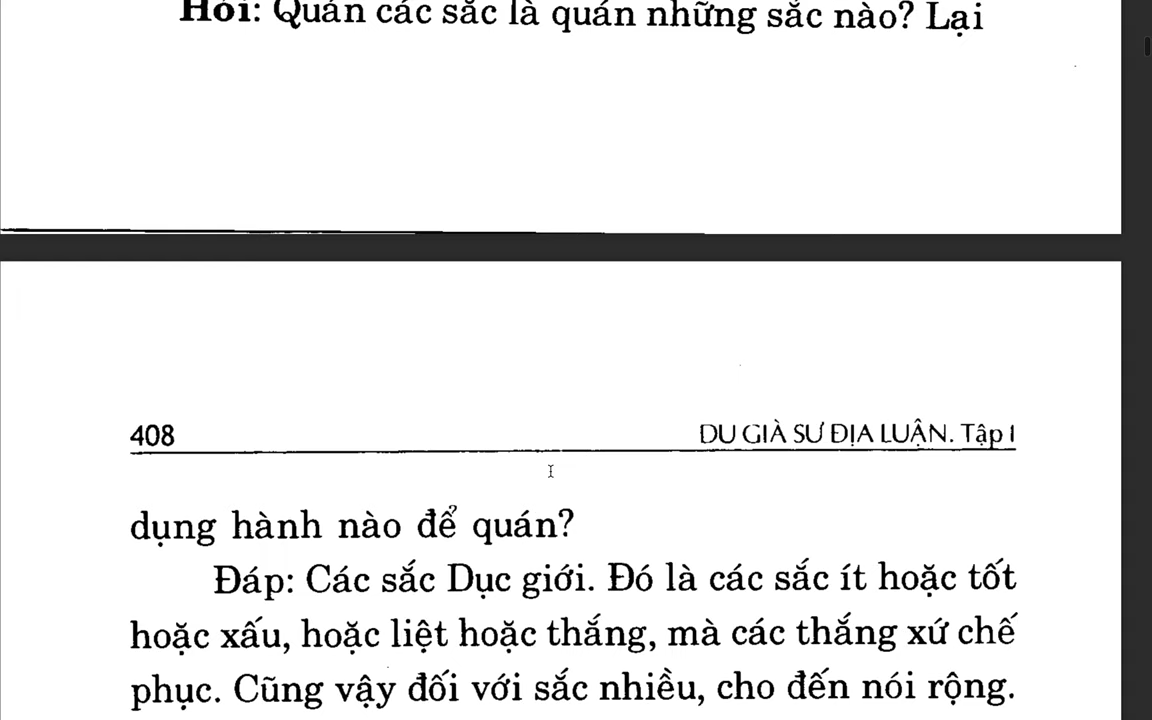 Hỏi: Quán các sắc là quán những sắc nào? Lại
408
DU GIÀ SƯ ĐỊA LUẬN. Tập I
dụng hành nào để quán?
Đáp: Các sắc Dục giới. Đó là các sắc ít hoặc tốt
hoặc xấu, hoặc liệt hoặc thắng, mà các thắng xứ chế
phục. Cũng vậy đối với sắc nhiều, cho đến nói rộng.